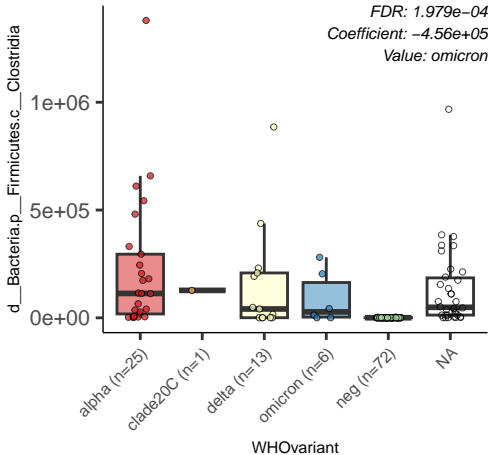 FDR: 1.979e−04
Coefficient: −4.56e+05
Value: omicron
d__Bacteria.p__Firmicutes.c__Clostridia
1e+06
5e+05
0e+00
alpha (n=25)
clade20C (n=1)
delta (n=13)
omicron (n=6)
neg (n=72)
NA
WHOvariant